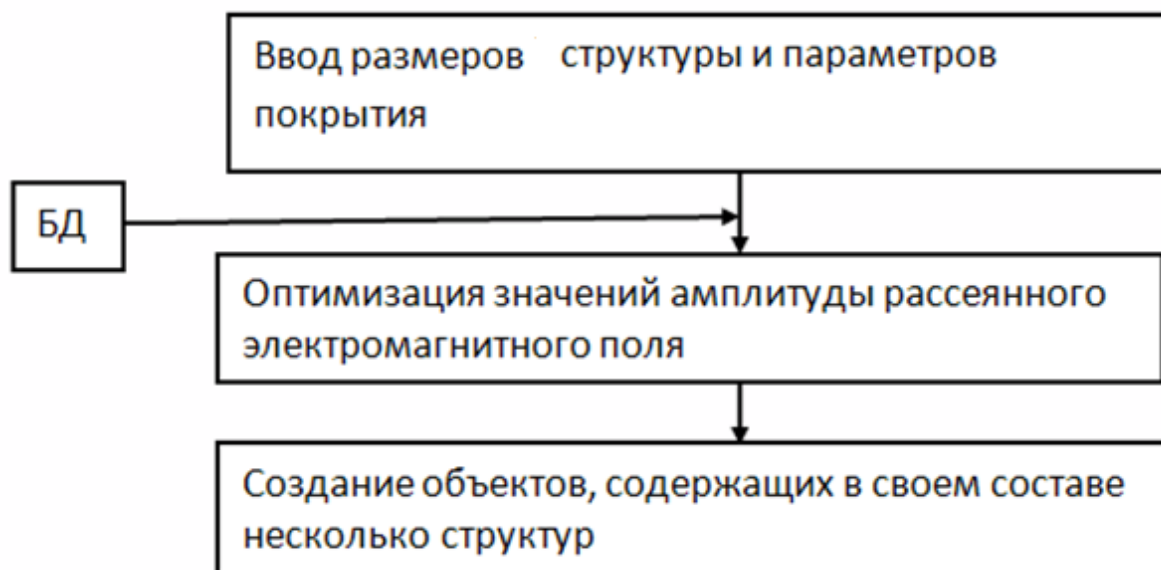 Ввод размеров структуры и параметров
покрытия
БД
Оптимизация значений амплитуды рассеянного
электромагнитного поля
Создание объектов, содержащих в своем составе
несколько структур